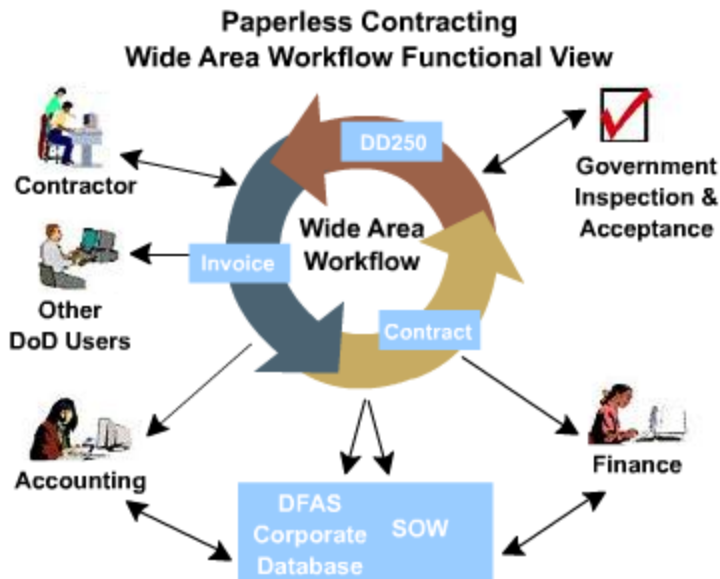 Paperless Contracting
Wide Area Workflow Functional View
DD250
Contractor
Government
Inspection &
Acceptance
Wide Area
Workflow
Invoice
Other
DoD Users
Contract
Accounting
Finance
DFAS
Corporate
Database
SOW